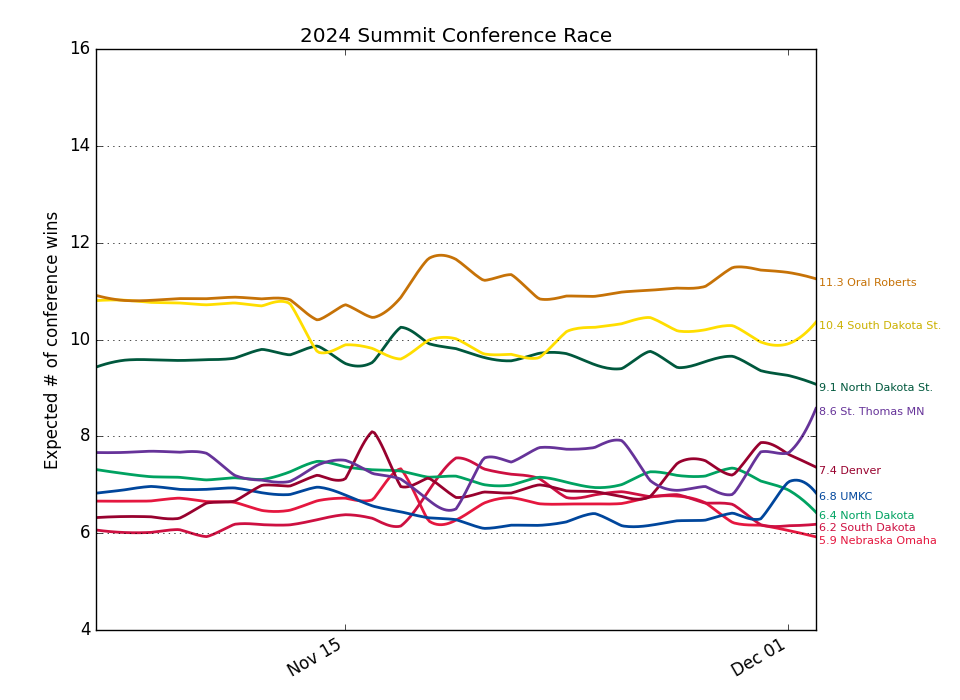 2024 Summit Conference Race
Expected # of conference wins
16
14
12
10
8
6
4
Nov 15
Dec 01
11.3 Oral Roberts
10.4 South Dakota St.
9.1 North Dakota St.
8.6 St. Thomas MN
7.4 Denver
6.8 UMKC
6.4 North Dakota
6.2 South Dakota
5.9 Nebraska Omaha